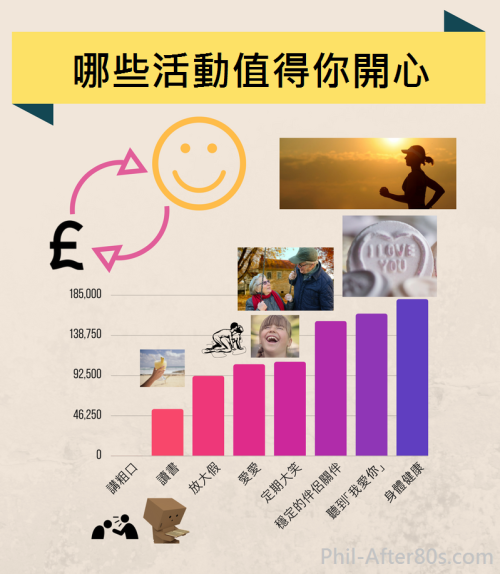 哪些活動值得你開心
£
I LOVE
YOU
185,000
138,750
92,500
46,250
0
講粗口
讀書
放大假
愛愛
定期大笑
穩定的伴侶關伴
聽到「我愛你」
身體健康
Phil-After80s.com